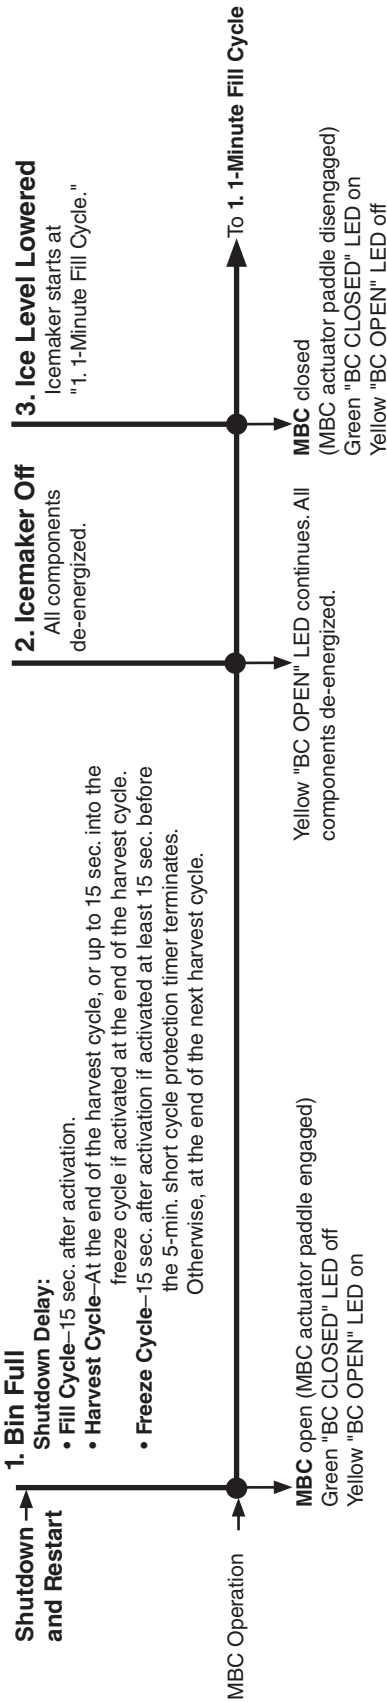 Shutdown
and Restart
1. Bin Full
Shutdown Delay:
• Fill Cycle–15 sec. after activation.
• Harvest Cycle–At the end of the harvest cycle, or up to 15 sec. into the
freeze cycle if activated at the end of the harvest cycle.
• Freeze Cycle–15 sec. after activation if activated at least 15 sec. before
the 5-min. short cycle protection timer terminates.
Otherwise, at the end of the next harvest cycle.
2. Icemaker Off
All components
de-energized.
3. Ice Level Lowered
Icemaker starts at
"1. 1-Minute Fill Cycle."
MBC Operation
To 1. 1-Minute Fill Cycle
MBC open (MBC actuator paddle engaged)
Green "BC CLOSED" LED off
Yellow "BC OPEN" LED on
Yellow "BC OPEN" LED continues. All
components de-energized.
MBC closed
(MBC actuator paddle disengaged)
Green "BC CLOSED" LED on
Yellow "BC OPEN" LED off